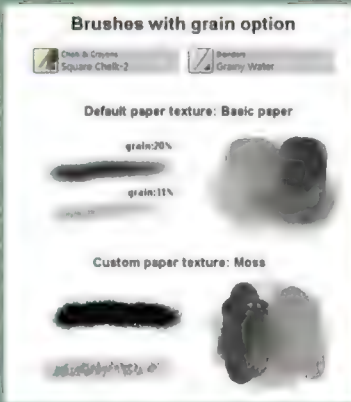 Brushes with grain option
Chalk & Crayons
Square Chalk-2
Blenders
Grainy Water
Default paper texture: Basic paper
grain:20%
grain:11%
Custom paper texture: Moss